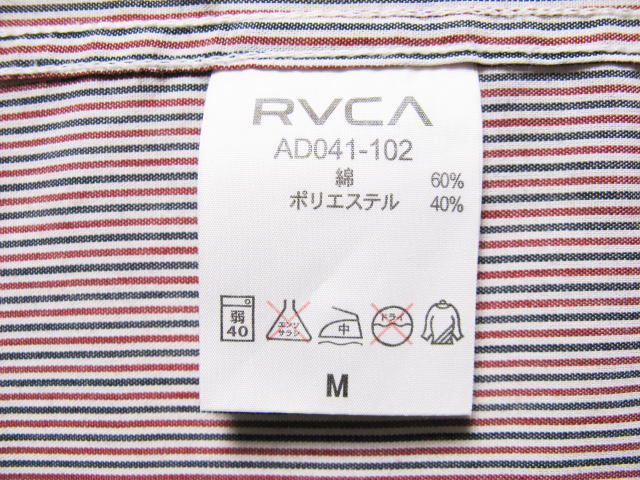 RVCA
AD041-102
綿 60%
ポリエステル 40%
弱 40
エンソ サラシ
中
ドライ
M